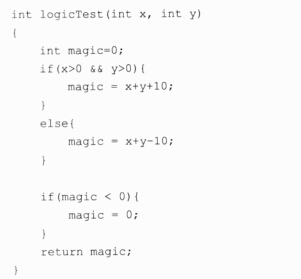 int logicTest(int x, int y)
{
    int magic=0;
    if(x>0 && y>0){
        magic = x+y+10;
    }
    else{
        magic = x+y-10;
    }

    if(magic < 0){
        magic = 0;
    }
    return magic;
}